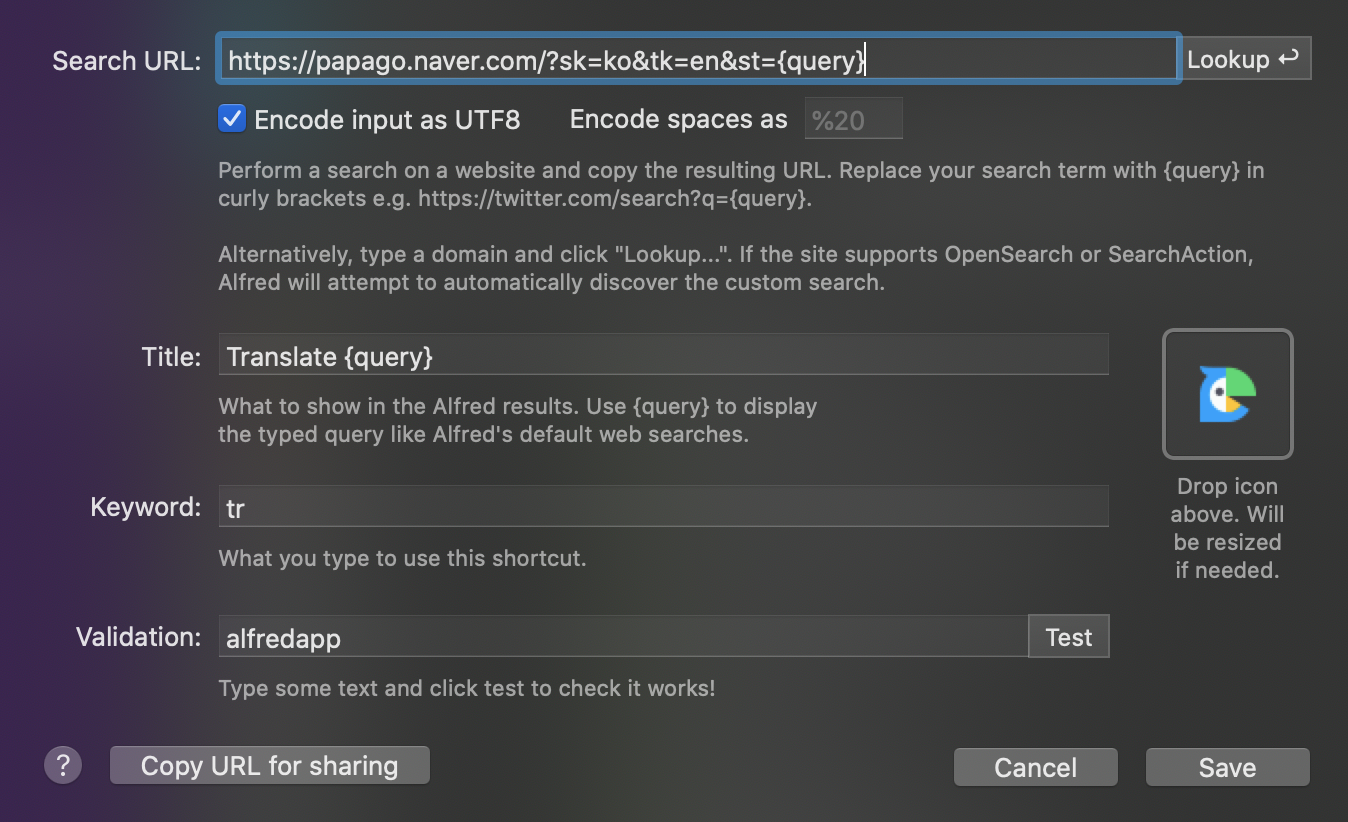 Search URL: https://papago.naver.com/?sk=ko&tk=en&st={query} Lookup ↩
Encode input as UTF8 Encode spaces as %20
Perform a search on a website and copy the resulting URL. Replace your search term with {query} in
curly brackets e.g. https://twitter.com/search?q={query}.
Alternatively, type a domain and click "Lookup...". If the site supports OpenSearch or SearchAction,
Alfred will attempt to automatically discover the custom search.
Title: Translate {query}
What to show in the Alfred results. Use {query} to display
the typed query like Alfred's default web searches.
Keyword: tr
What you type to use this shortcut.
Drop icon
above. Will
be resized
if needed.
Validation: alfredapp Test
Type some text and click test to check it works!
? Copy URL for sharing Cancel Save